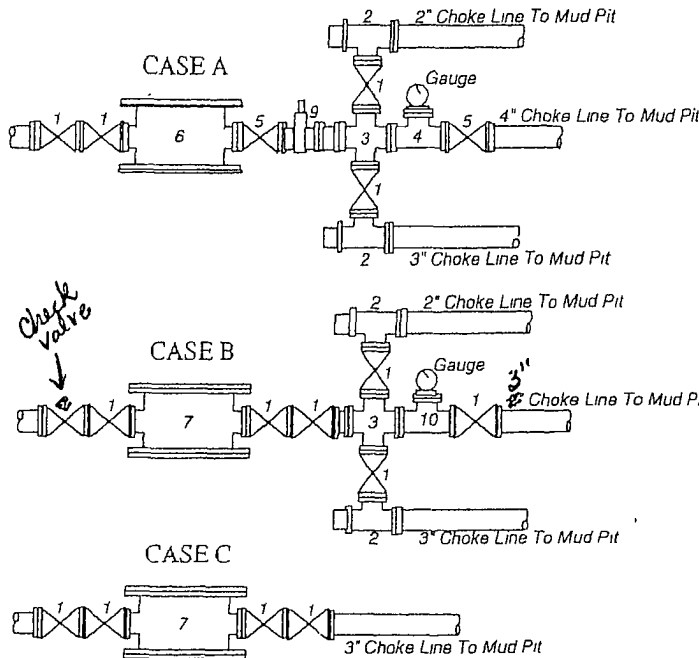 2 2" Choke Line To Mud Pit
CASE A
1 Gauge
1 1 6 5 9 3 4 5 4" Choke Line To Mud Pit
1
2 3" Choke Line To Mud Pit
Check
Valve
CASE B
2 2" Choke Line To Mud Pit
1 Gauge
3"
1 7 1 1 3 10 1 Choke Line To Mud P
1
2 3" Choke Line To Mud Pit
CASE C
1 1 7 1 1
3" Choke Line To Mud Pit